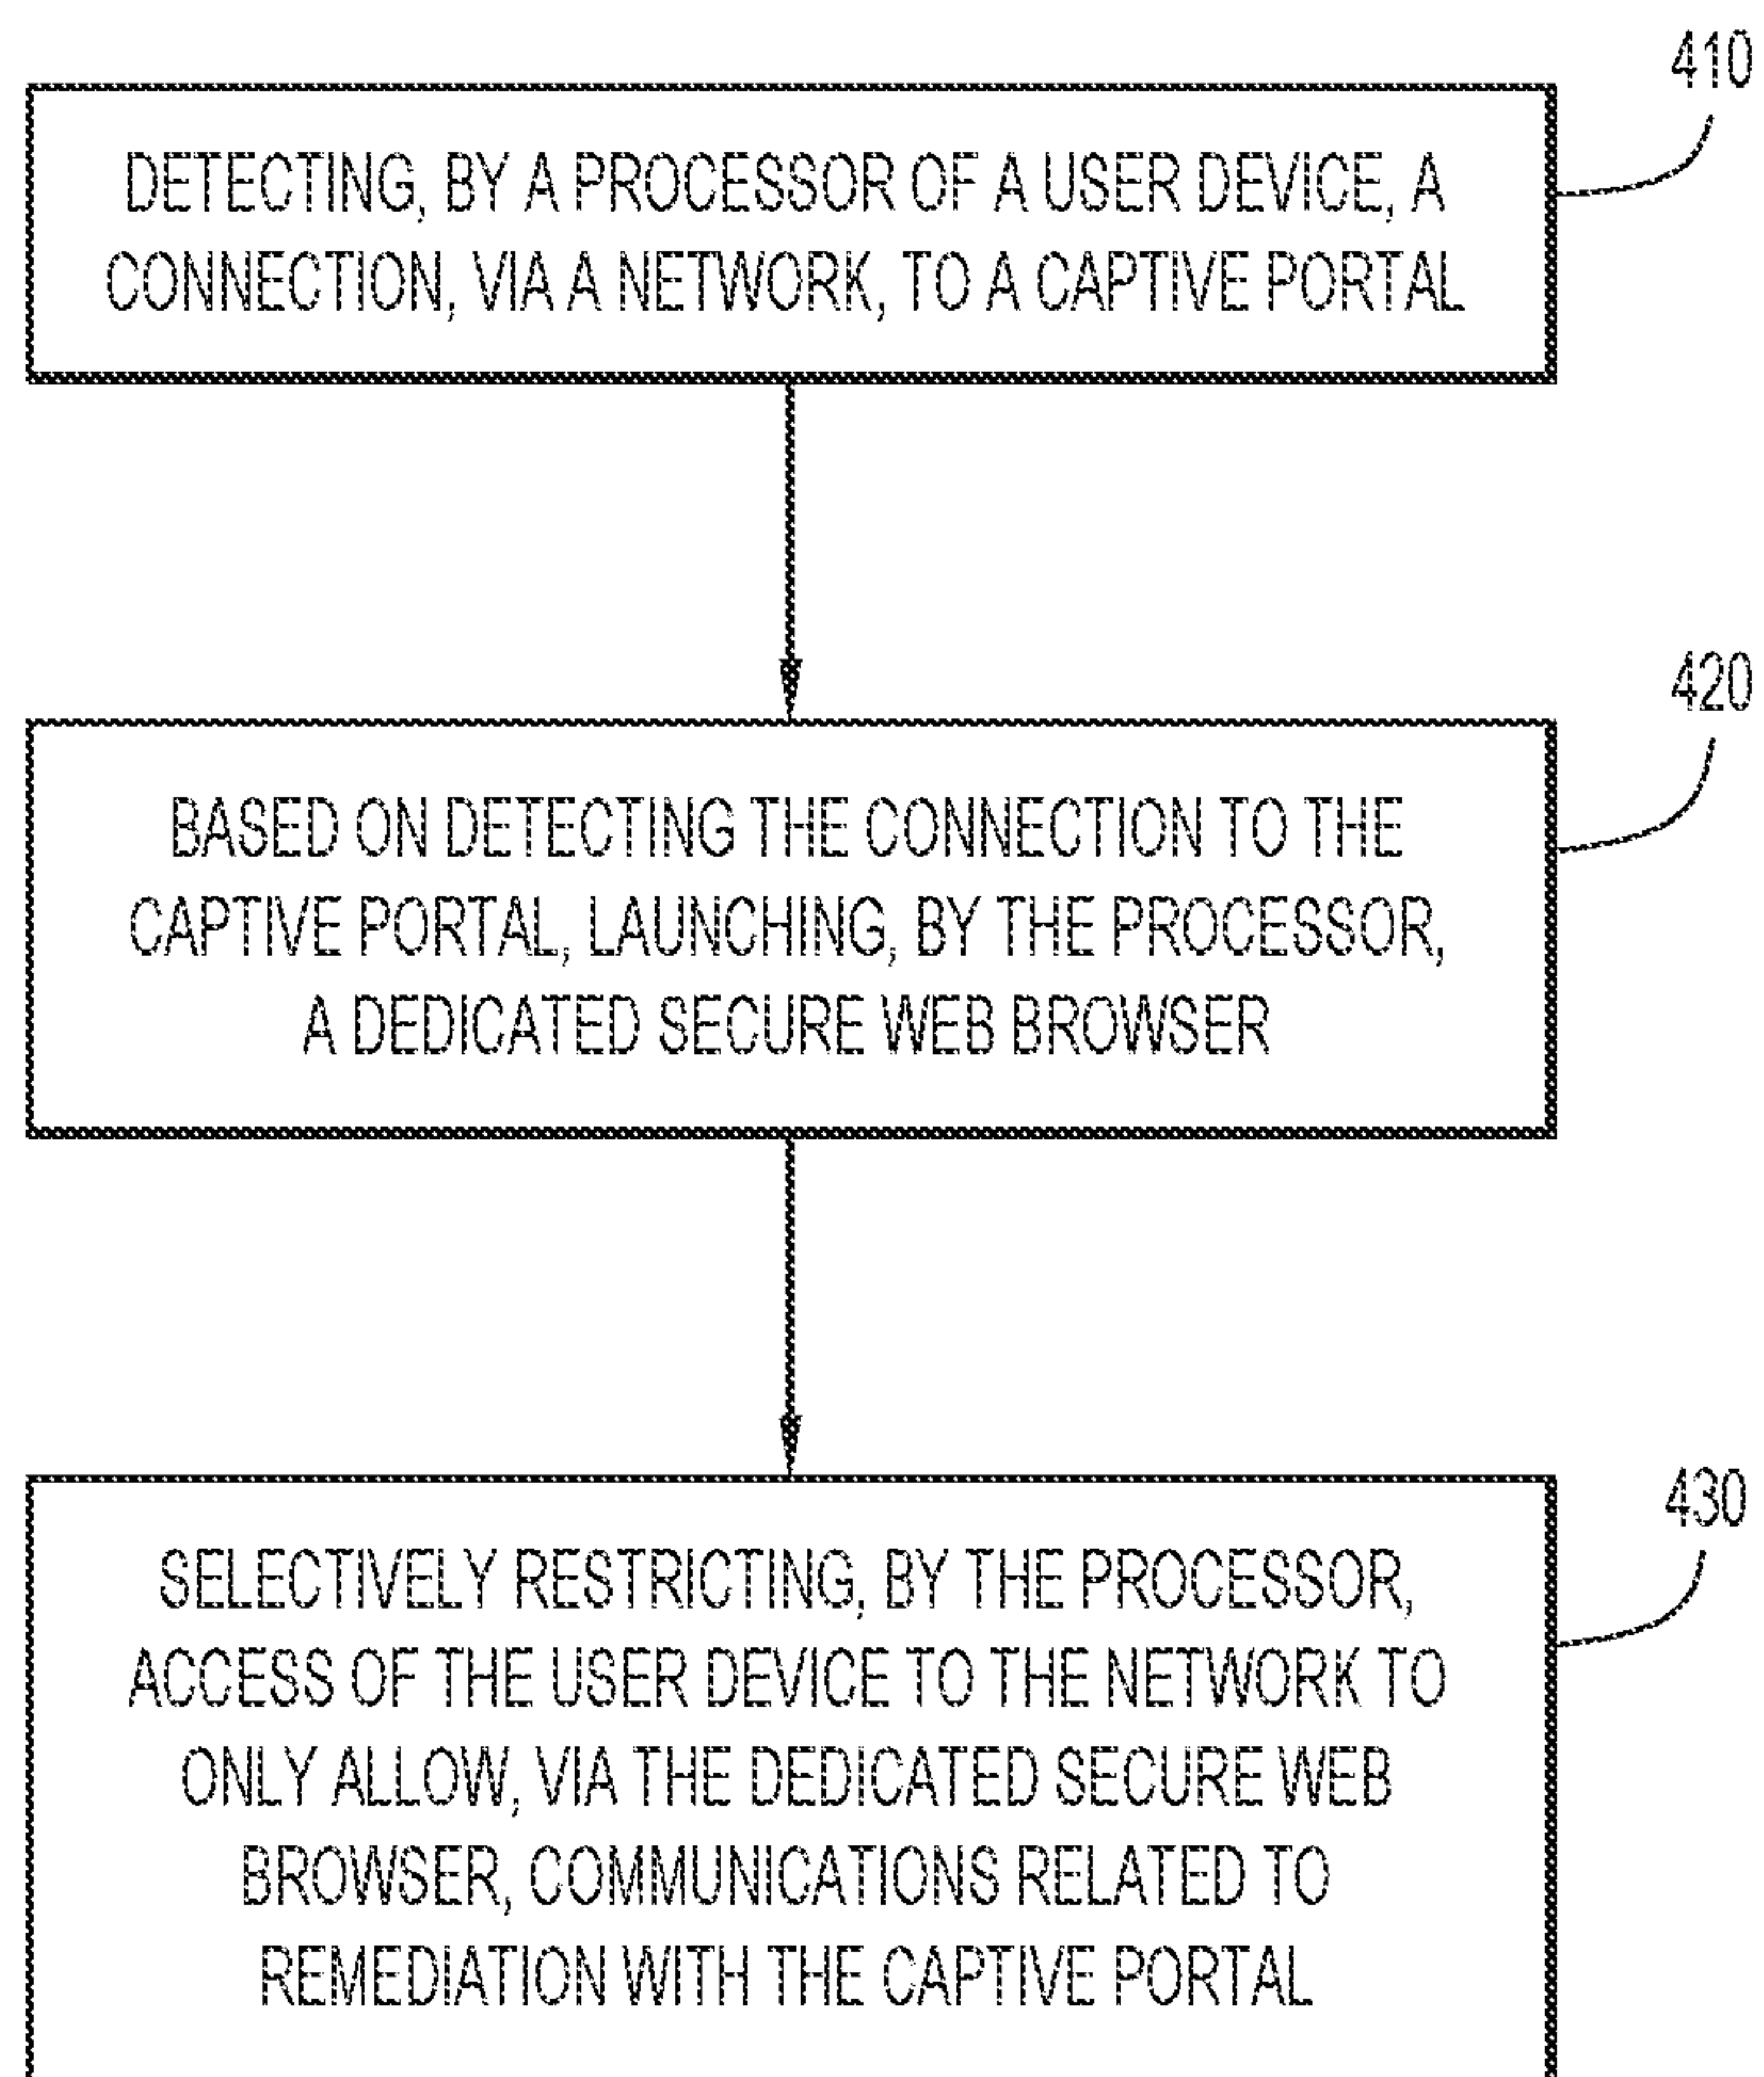 410
DETECTING, BY A PROCESSOR OF A USER DEVICE, A
CONNECTION, VIA A NETWORK, TO A CAPTIVE PORTAL
420
BASED ON DETECTING THE CONNECTION TO THE
CAPTIVE PORTAL, LAUNCHING, BY THE PROCESSOR,
A DEDICATED SECURE WEB BROWSER
430
SELECTIVELY RESTRICTING, BY THE PROCESSOR,
ACCESS OF THE USER DEVICE TO THE NETWORK TO
ONLY ALLOW, VIA THE DEDICATED SECURE WEB
BROWSER, COMMUNICATIONS RELATED TO
REMEDIATION WITH THE CAPTIVE PORTAL